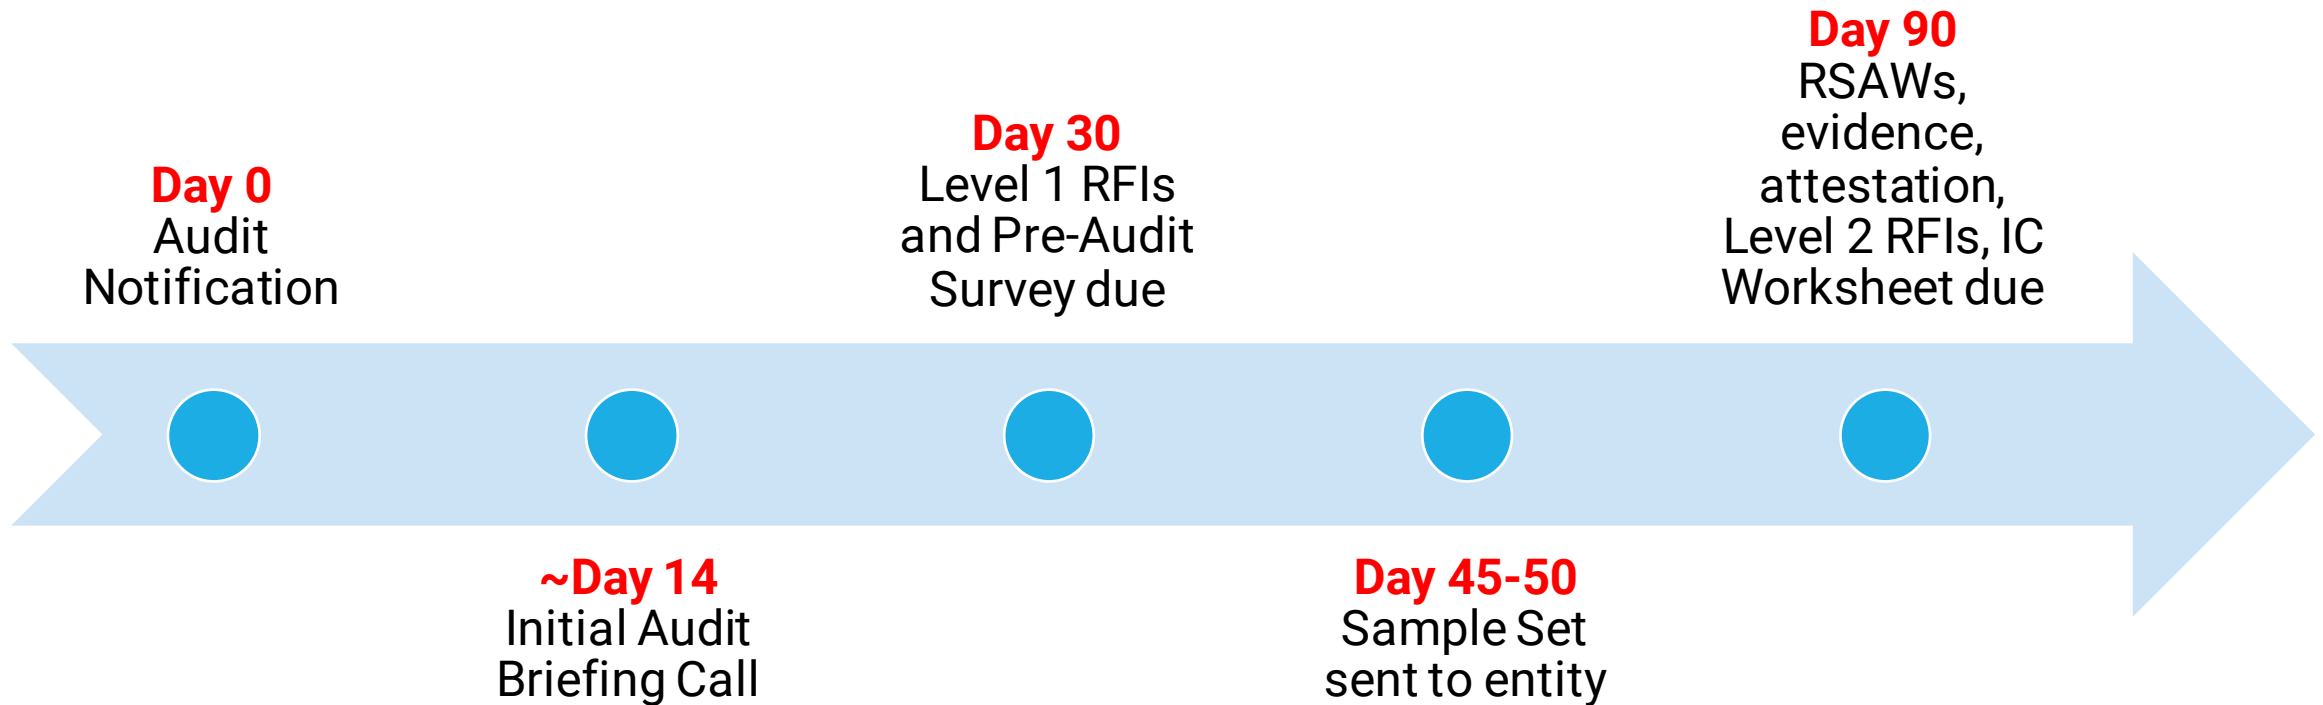 Day 0
Audit
Notification
~Day 14
Initial Audit
Briefing Call
Day 30
Level 1 RFIs
and Pre-Audit
Survey due
Day 45-50
Sample Set
sent to entity
Day 90
RSAWs,
evidence,
attestation,
Level 2 RFIs, IC
Worksheet due